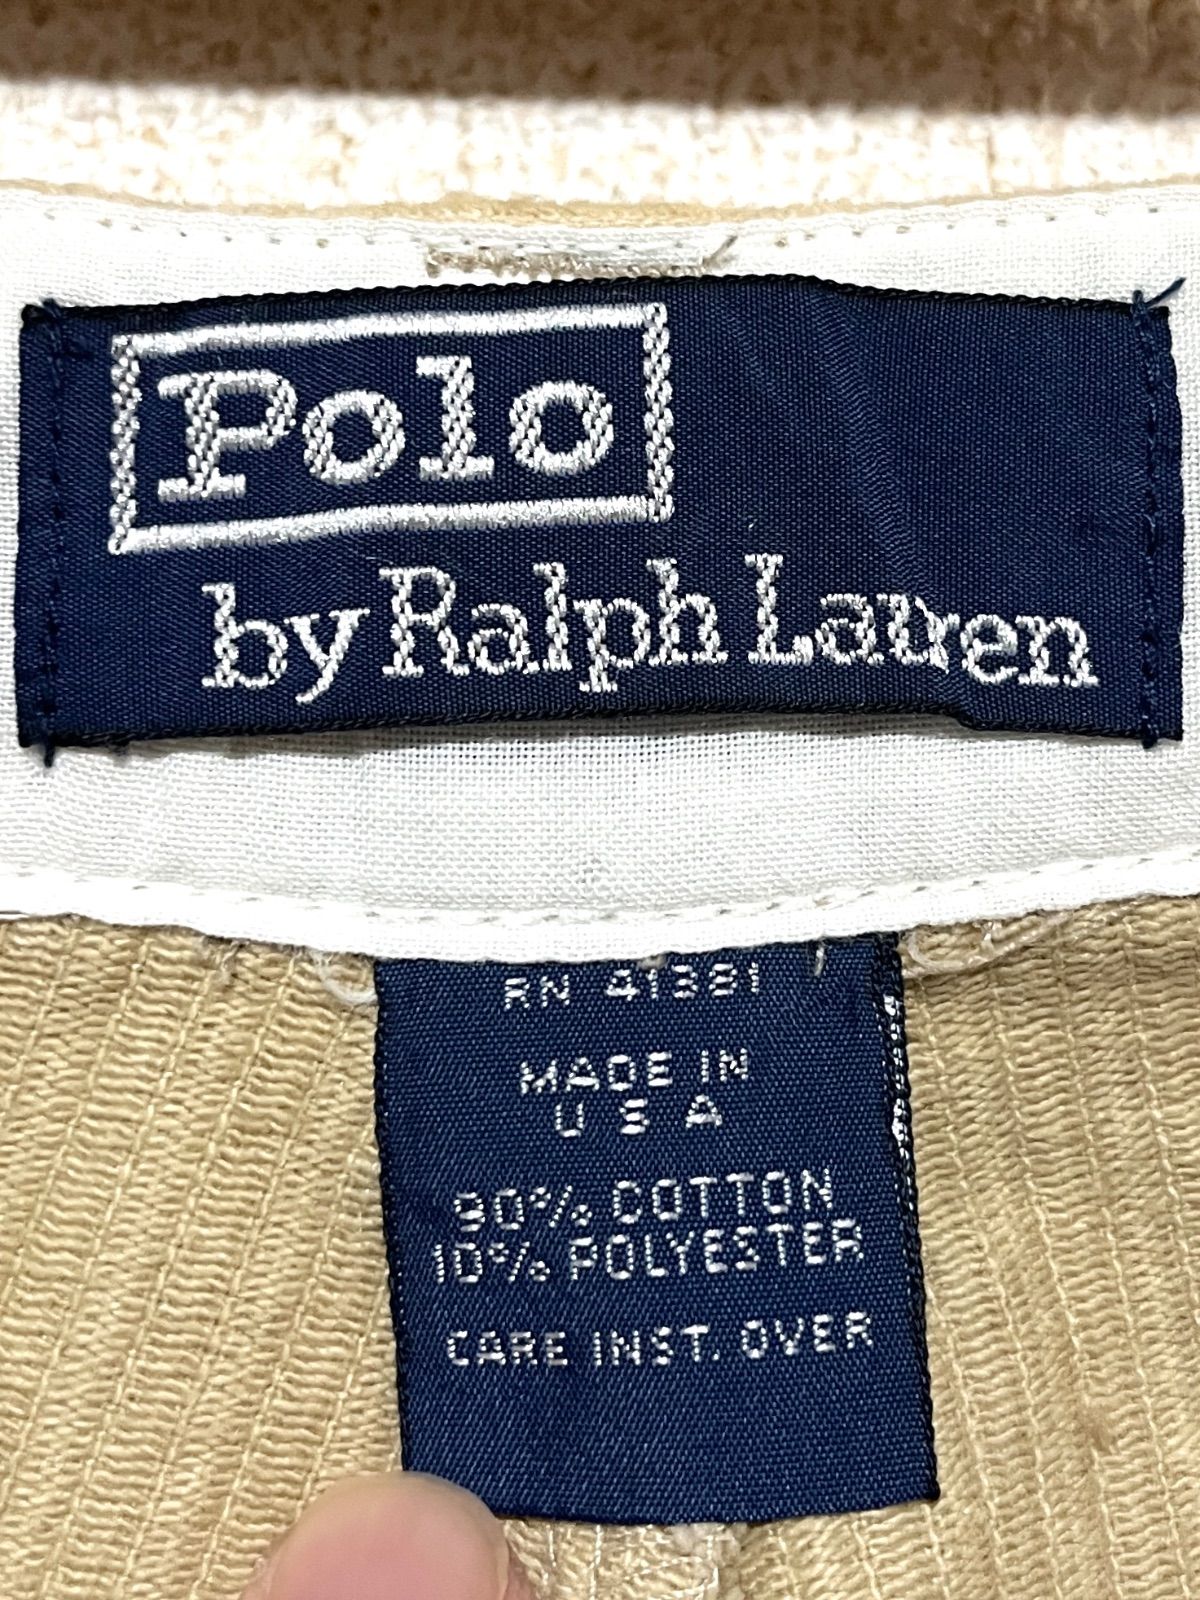 Polo
by Ralph Lauren
RN 41381
MADE IN
U S A
90% COTTON
10% POLYESTER
CARE INST. OVER